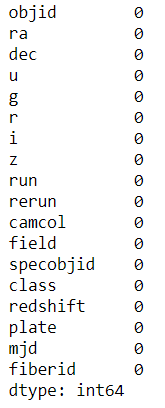 objid 0
ra 0
dec 0
u 0
g 0
r 0
i 0
z 0
run 0
rerun 0
camcol 0
field 0
specobjid 0
class 0
redshift 0
plate 0
mjd 0
fiberid 0
dtype: int64